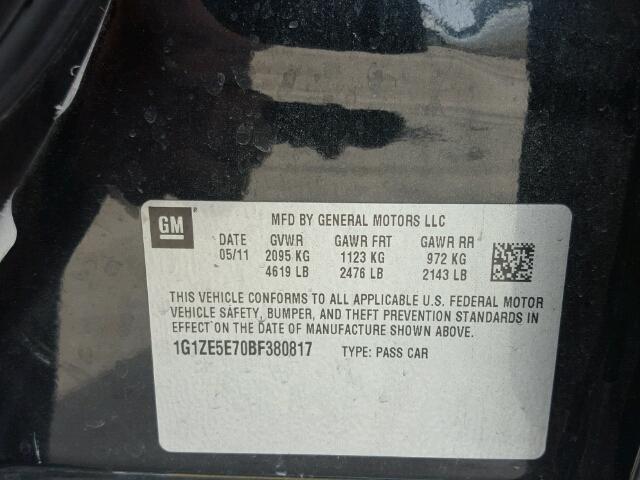 GM MFD BY GENERAL MOTORS LLC
DATE GVWR GAWR FRT GAWR RR
05/11 2095 KG 1123 KG 972 KG
4619 LB 2476 LB 2143 LB
THIS VEHICLE CONFORMS TO ALL APPLICABLE U.S. FEDERAL MOTOR
VEHICLE SAFETY, BUMPER, AND THEFT PREVENTION STANDARDS IN
EFFECT ON THE DATE OF MANUFACTURE SHOWN ABOVE.
1G1ZE5E70BF380817 TYPE: PASS CAR